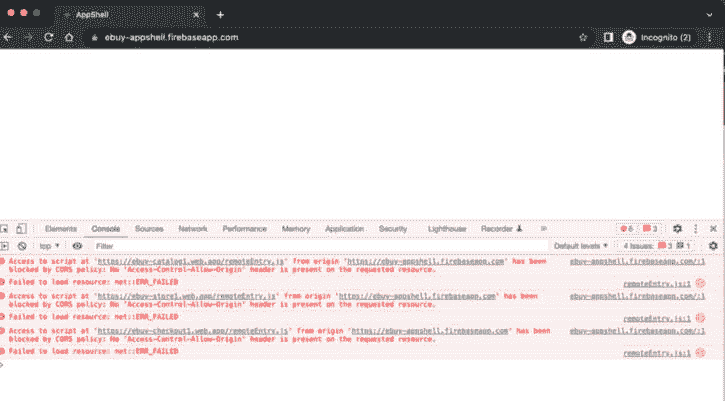 AppShell
ebuy-appshell.firebaseapp.com
Incognito (2)
Elements Console Sources Network Performance Memory Application Security Lighthouse Recorder 6 3
top Filter Default levels 4 Issues: 3 1
Access to script at 'https://ebuy-catalog1.web.app/remoteEntry.js' from origin 'https://ebuy-appshell.firebaseapp.com' has been ebuy-appshell.firebaseapp.com/:1
blocked by CORS policy: No 'Access-Control-Allow-Origin' header is present on the requested resource.
Failed to load resource: net::ERR_FAILED remoteEntry.js:1
Access to script at 'https://ebuy-store1.web.app/remoteEntry.js' from origin 'https://ebuy-appshell.firebaseapp.com' has been ebuy-appshell.firebaseapp.com/:1
blocked by CORS policy: No 'Access-Control-Allow-Origin' header is present on the requested resource.
Failed to load resource: net::ERR_FAILED remoteEntry.js:1
Access to script at 'https://ebuy-checkout1.web.app/remoteEntry.js' from origin 'https://ebuy-appshell.firebaseapp.com' has been ebuy-appshell.firebaseapp.com/:1
blocked by CORS policy: No 'Access-Control-Allow-Origin' header is present on the requested resource.
Failed to load resource: net::ERR_FAILED remoteEntry.js:1